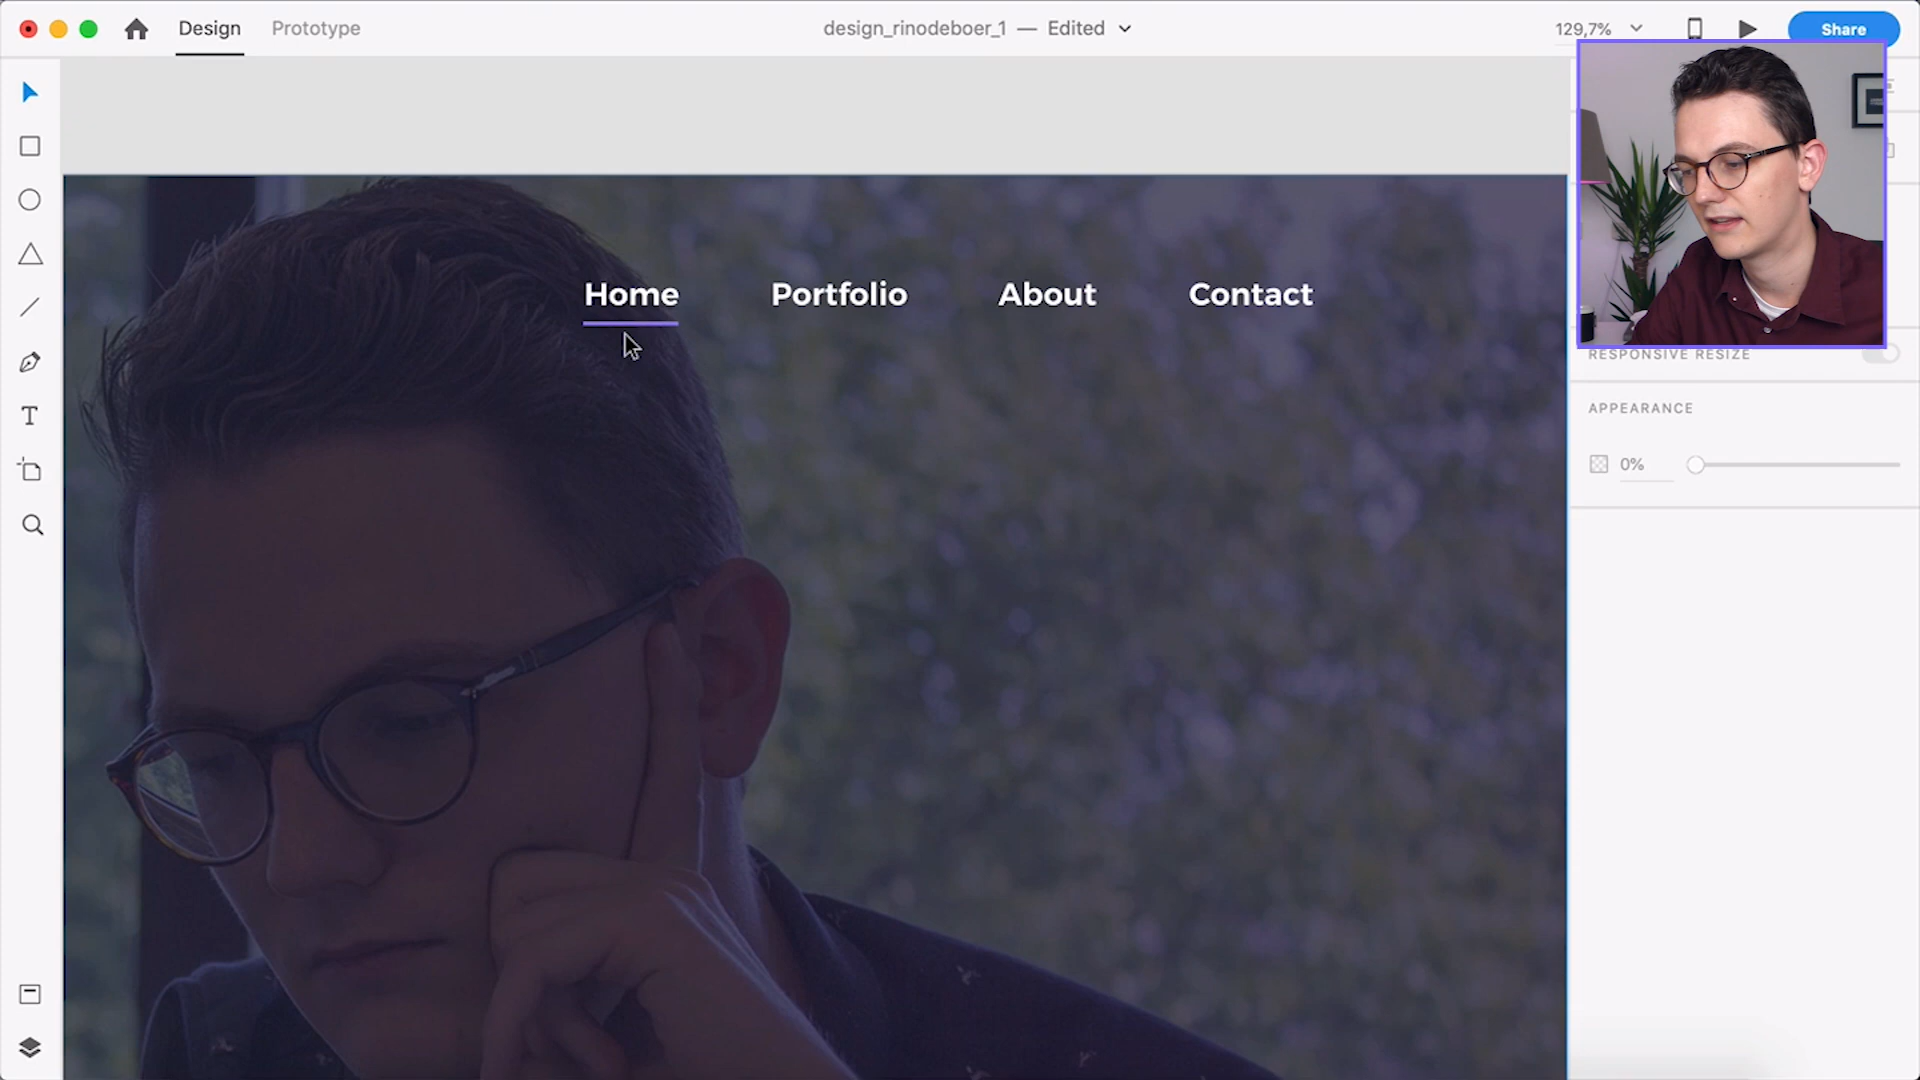 Design Prototype
design_rinodeboer_1 — Edited
129,7%
Share
Home Portfolio About Contact
RESPONSIVE RESIZE
APPEARANCE
0%